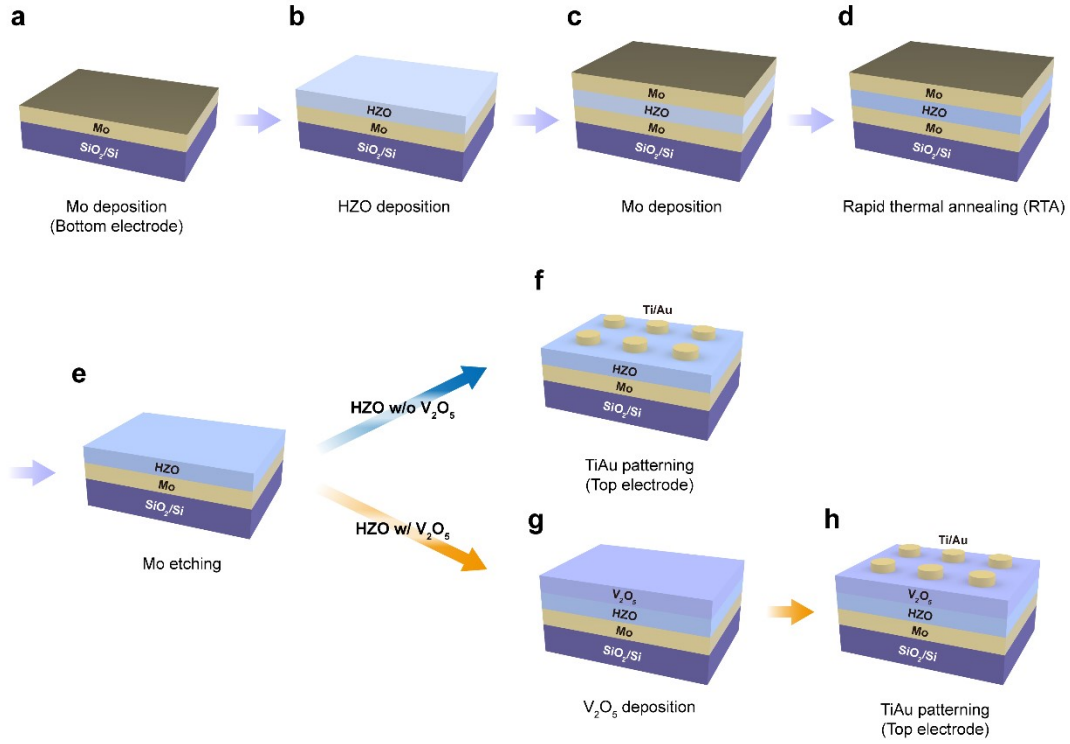 a
Mo
SiO₂/Si
Mo deposition
(Bottom electrode)
b
HZO
Mo
SiO₂/Si
HZO deposition
c
Mo
HZO
Mo
SiO₂/Si
Mo deposition
d
Mo
HZO
Mo
SiO₂/Si
Rapid thermal annealing (RTA)
e
HZO
Mo
SiO₂/Si
Mo etching
HZO w/o V₂O₅
HZO w/ V₂O₅
f
Ti/Au
HZO
Mo
SiO₂/Si
TiAu patterning
(Top electrode)
g
V₂O₅
HZO
Mo
SiO₂/Si
V₂O₅ deposition
h
Ti/Au
V₂O₅
HZO
Mo
SiO₂/Si
TiAu patterning
(Top electrode)